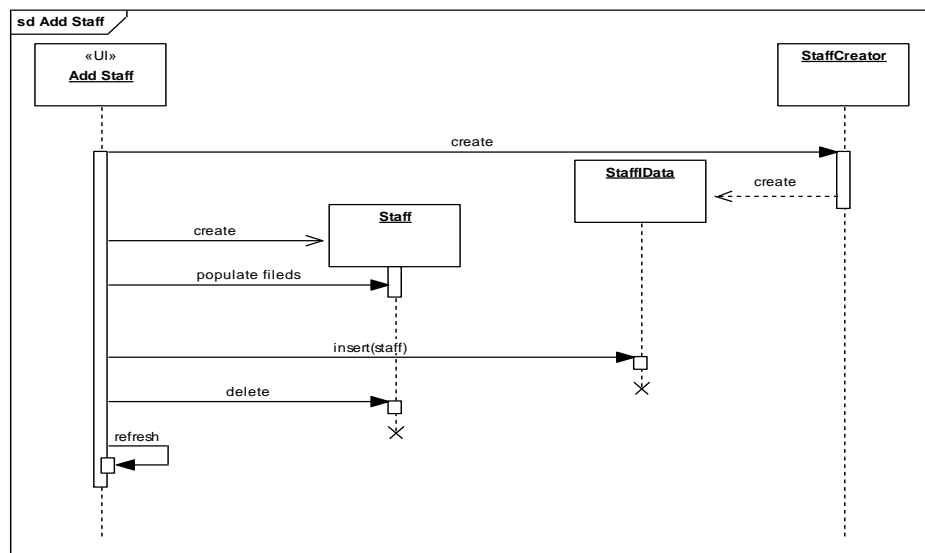 sd Add Staff
«UI»
Add Staff
StaffCreator
create
StaffIData
create
Staff
create
populate fileds
insert(staff)
delete
refresh